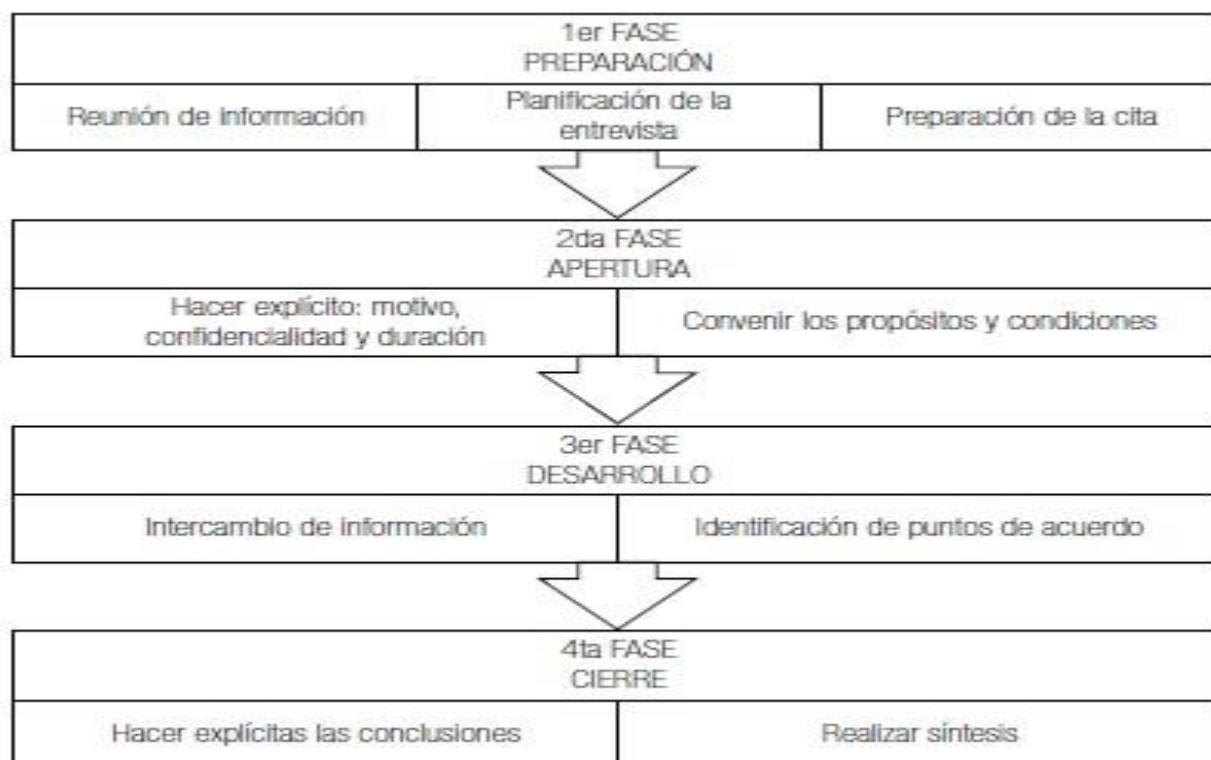 1er FASE
PREPARACIÓN
Reunión de información
Planificación de la
entrevista
Preparación de la cita
2da FASE
APERTURA
Hacer explícito: motivo,
confidencialidad y duración
Convenir los propósitos y condiciones
3er FASE
DESARROLLO
Intercambio de información
Identificación de puntos de acuerdo
4ta FASE
CIERRE
Hacer explícitas las conclusiones
Realizar síntesis